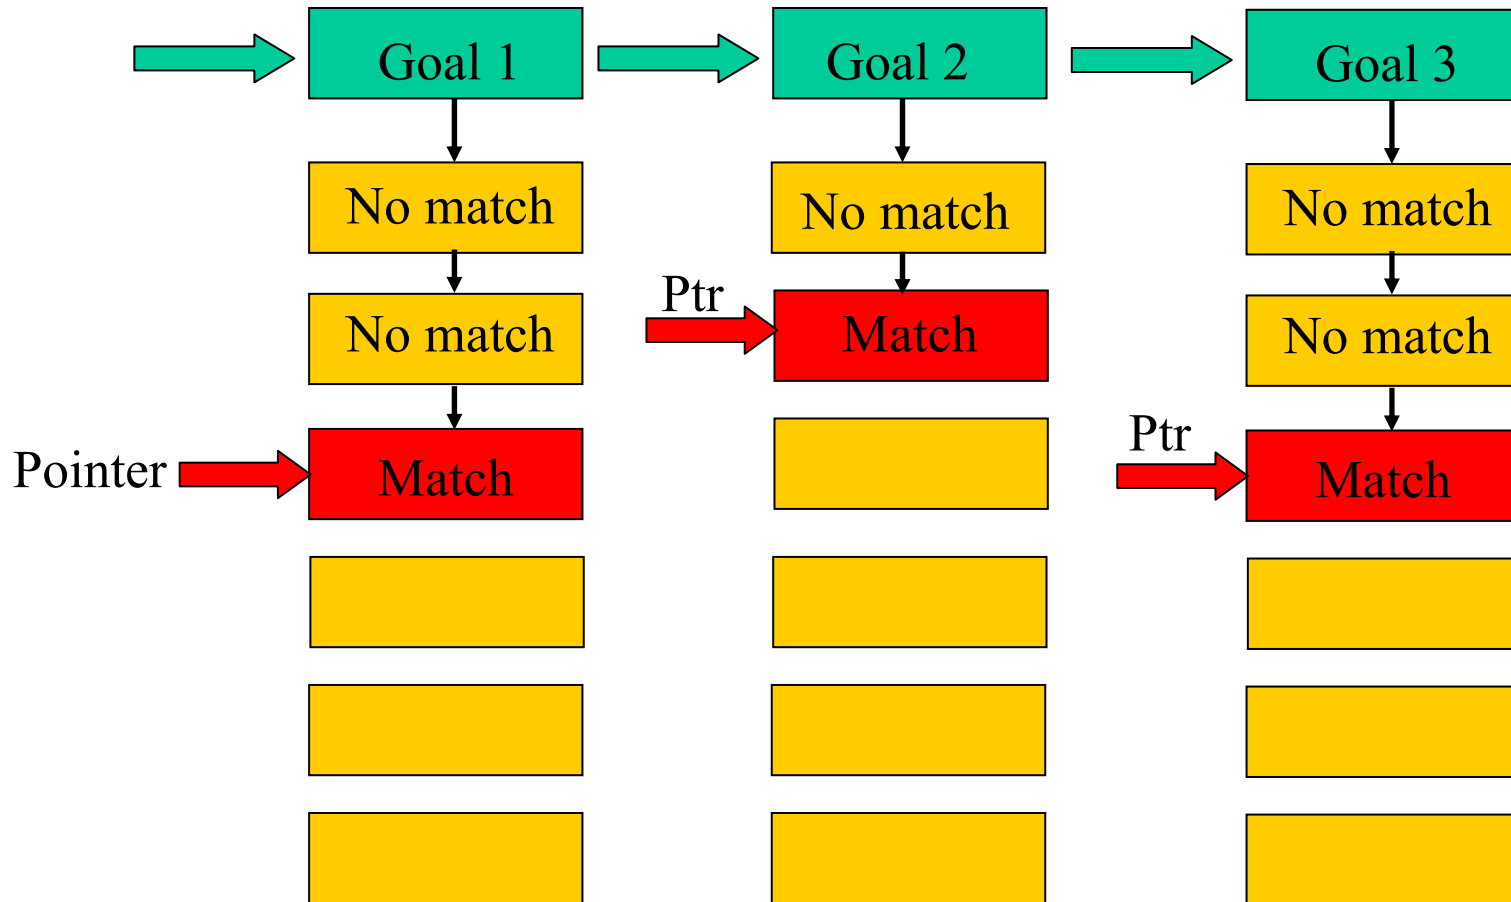 Goal 1
Goal 2
Goal 3
No match
No match
No match
Ptr
No match
Match
No match
Ptr
Pointer
Match
Match